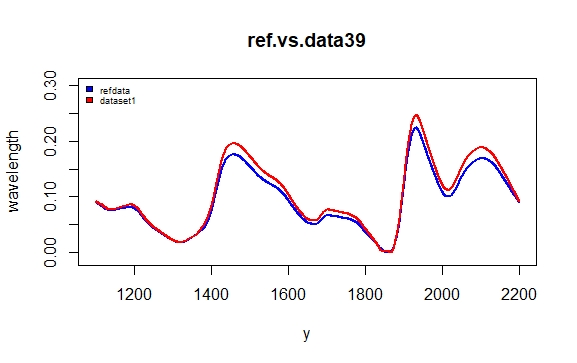 ref.vs.data39
refdata
dataset1
wavelength
0.30
0.20
0.10
0.00
1200 1400 1600 1800 2000 2200
y